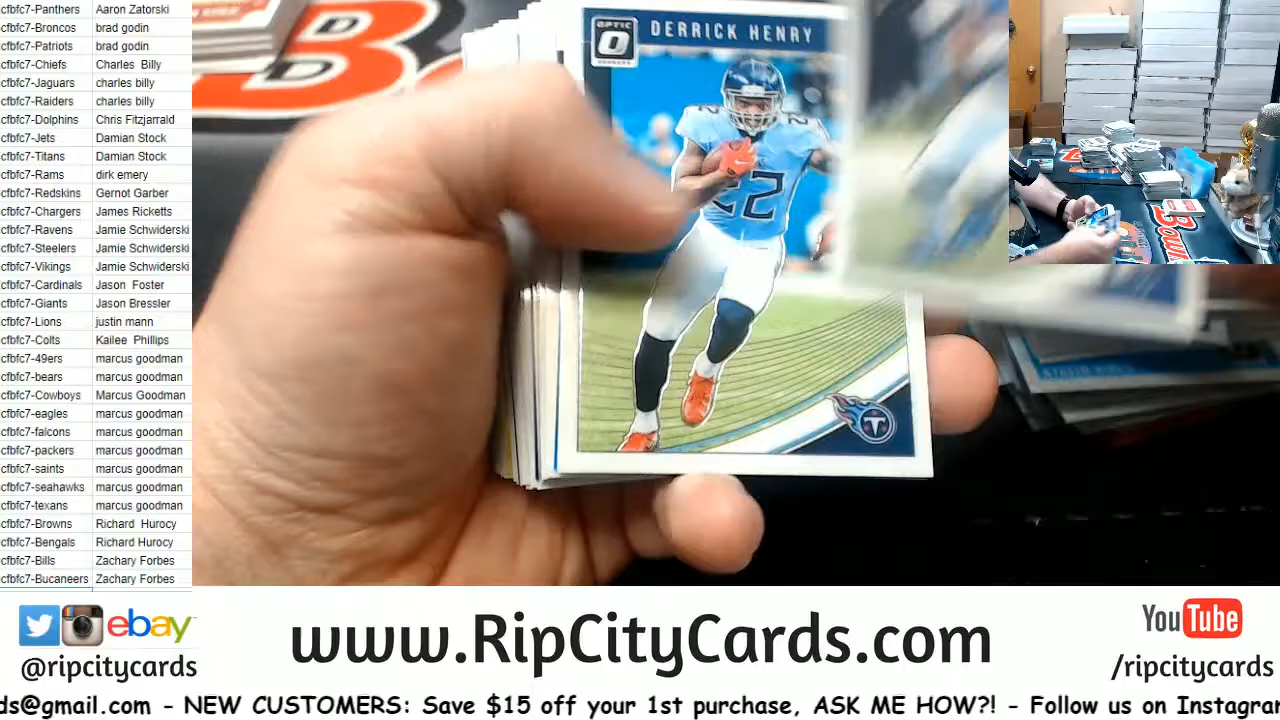 cfbfc7-Panthers Aaron Zatorski
cfbfc7-Broncos brad godin
cfbfc7-Patriots brad godin
cfbfc7-Chiefs Charles Billy
cfbfc7-Jaguars charles billy
cfbfc7-Raiders charles billy
cfbfc7-Dolphins Chris Fitzjarrald
cfbfc7-Jets Damian Stock
cfbfc7-Titans Damian Stock
cfbfc7-Rams dirk emery
cfbfc7-Redskins Gernot Garber
cfbfc7-Chargers James Ricketts
cfbfc7-Ravens Jamie Schwiderski
cfbfc7-Steelers Jamie Schwiderski
cfbfc7-Vikings Jamie Schwiderski
cfbfc7-Cardinals Jason Foster
cfbfc7-Giants Jason Bressler
cfbfc7-Lions justin mann
cfbfc7-Colts Kailee Phillips
cfbfc7-49ers marcus goodman
cfbfc7-bears marcus goodman
cfbfc7-Cowboys Marcus Goodman
cfbfc7-eagles marcus goodman
cfbfc7-falcons marcus goodman
cfbfc7-packers marcus goodman
cfbfc7-saints marcus goodman
cfbfc7-seahawks marcus goodman
cfbfc7-texans marcus goodman
cfbfc7-Browns Richard Hurocy
cfbfc7-Bengals Richard Hurocy
cfbfc7-Bills Zachary Forbes
cfbfc7-Bucaneers Zachary Forbes
OPTIC
DERRICK HENRY
22
22
T
ebay
@ripcitycards
www.RipCityCards.com
YouTube
/ripcitycards
ds@gmail.com - NEW CUSTOMERS: Save $15 off your 1st purchase, ASK ME HOW?! - Follow us on Instagra